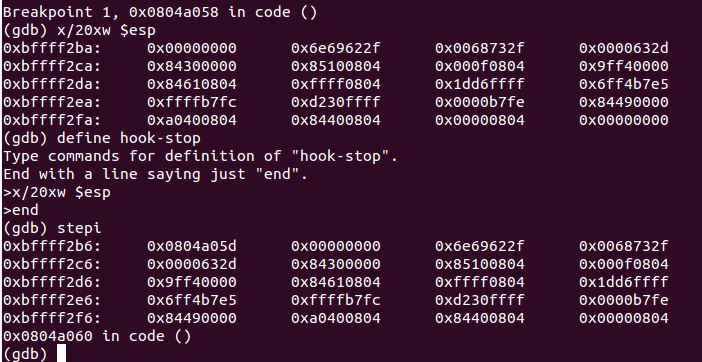 Breakpoint 1, 0x0804a058 in code ()
(gdb) x/20xw $esp
0xbffff2ba: 0x00000000 0x6e69622f 0x0068732f 0x0000632d
0xbffff2ca: 0x84300000 0x85100804 0x000f0804 0x9ff40000
0xbffff2da: 0x84610804 0xffff0804 0x1dd6ffff 0x6ff4b7e5
0xbffff2ea: 0xffffb7fc 0xd230ffff 0x0000b7fe 0x84490000
0xbffff2fa: 0xa0400804 0x84400804 0x00000804 0x00000000
(gdb) define hook-stop
Type commands for definition of "hook-stop".
End with a line saying just "end".
>x/20xw $esp
>end
(gdb) stepi
0xbffff2b6: 0x0804a05d 0x00000000 0x6e69622f 0x0068732f
0xbffff2c6: 0x0000632d 0x84300000 0x85100804 0x000f0804
0xbffff2d6: 0x9ff40000 0x84610804 0xffff0804 0x1dd6ffff
0xbffff2e6: 0x6ff4b7e5 0xffffb7fc 0xd230ffff 0x0000b7fe
0xbffff2f6: 0x84490000 0xa0400804 0x84400804 0x00000804
0x0804a060 in code ()
(gdb)